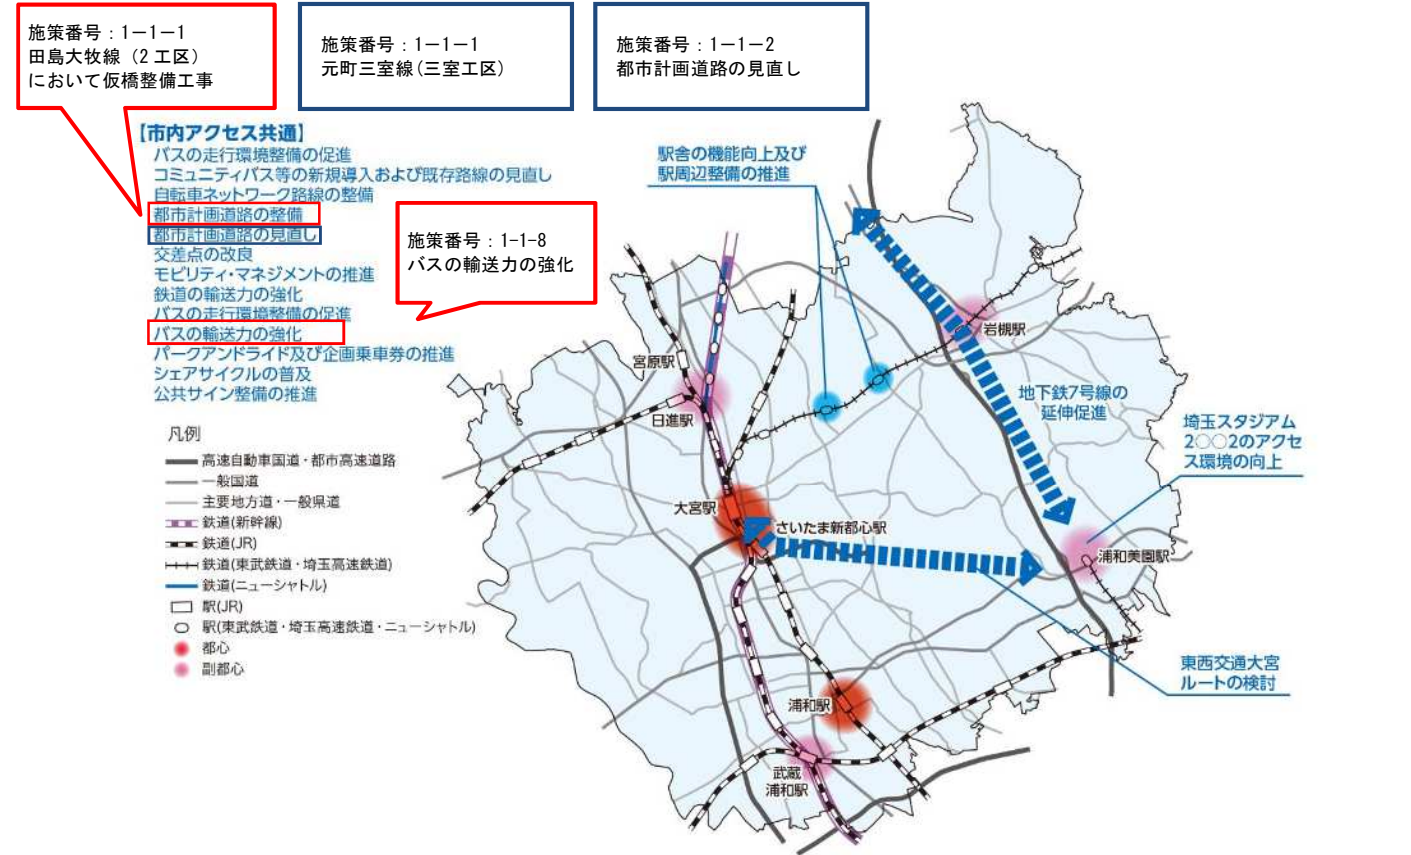 施策番号：1－1－1
田島大牧線（2工区）
において仮橋整備工事
施策番号：1－1－1
元町三室線(三室工区)
施策番号：1－1－2
都市計画道路の見直し
【市内アクセス共通】
バスの走行環境整備の促進
コミュニティバス等の新規導入および既存路線の見直し
自転車ネットワーク路線の整備
都市計画道路の整備
都市計画道路の見直し
交差点の改良
モビリティ・マネジメントの推進
鉄道の輸送力の強化
バスの走行環境整備の促進
バスの輸送力の強化
パークアンドライド及び企画乗車券の推進
シェアサイクルの普及
公共サイン整備の推進
施策番号：1-1-8
バスの輸送力の強化
駅舎の機能向上及び
駅周辺整備の推進
岩槻駅
宮原駅
日進駅
地下鉄7号線の
延伸促進
埼玉スタジアム
2○○2のアクセ
ス環境の向上
大宮駅
さいたま新都心駅
浦和美園駅
東西交通大宮
ルートの検討
浦和駅
武蔵
浦和駅
凡例
高速自動車国道・都市高速道路
一般国道
主要地方道・一般県道
鉄道(新幹線)
鉄道(JR)
鉄道(東武鉄道・埼玉高速鉄道)
鉄道(ニューシャトル)
駅(JR)
駅(東武鉄道・埼玉高速鉄道・ニューシャトル)
都心
副都心